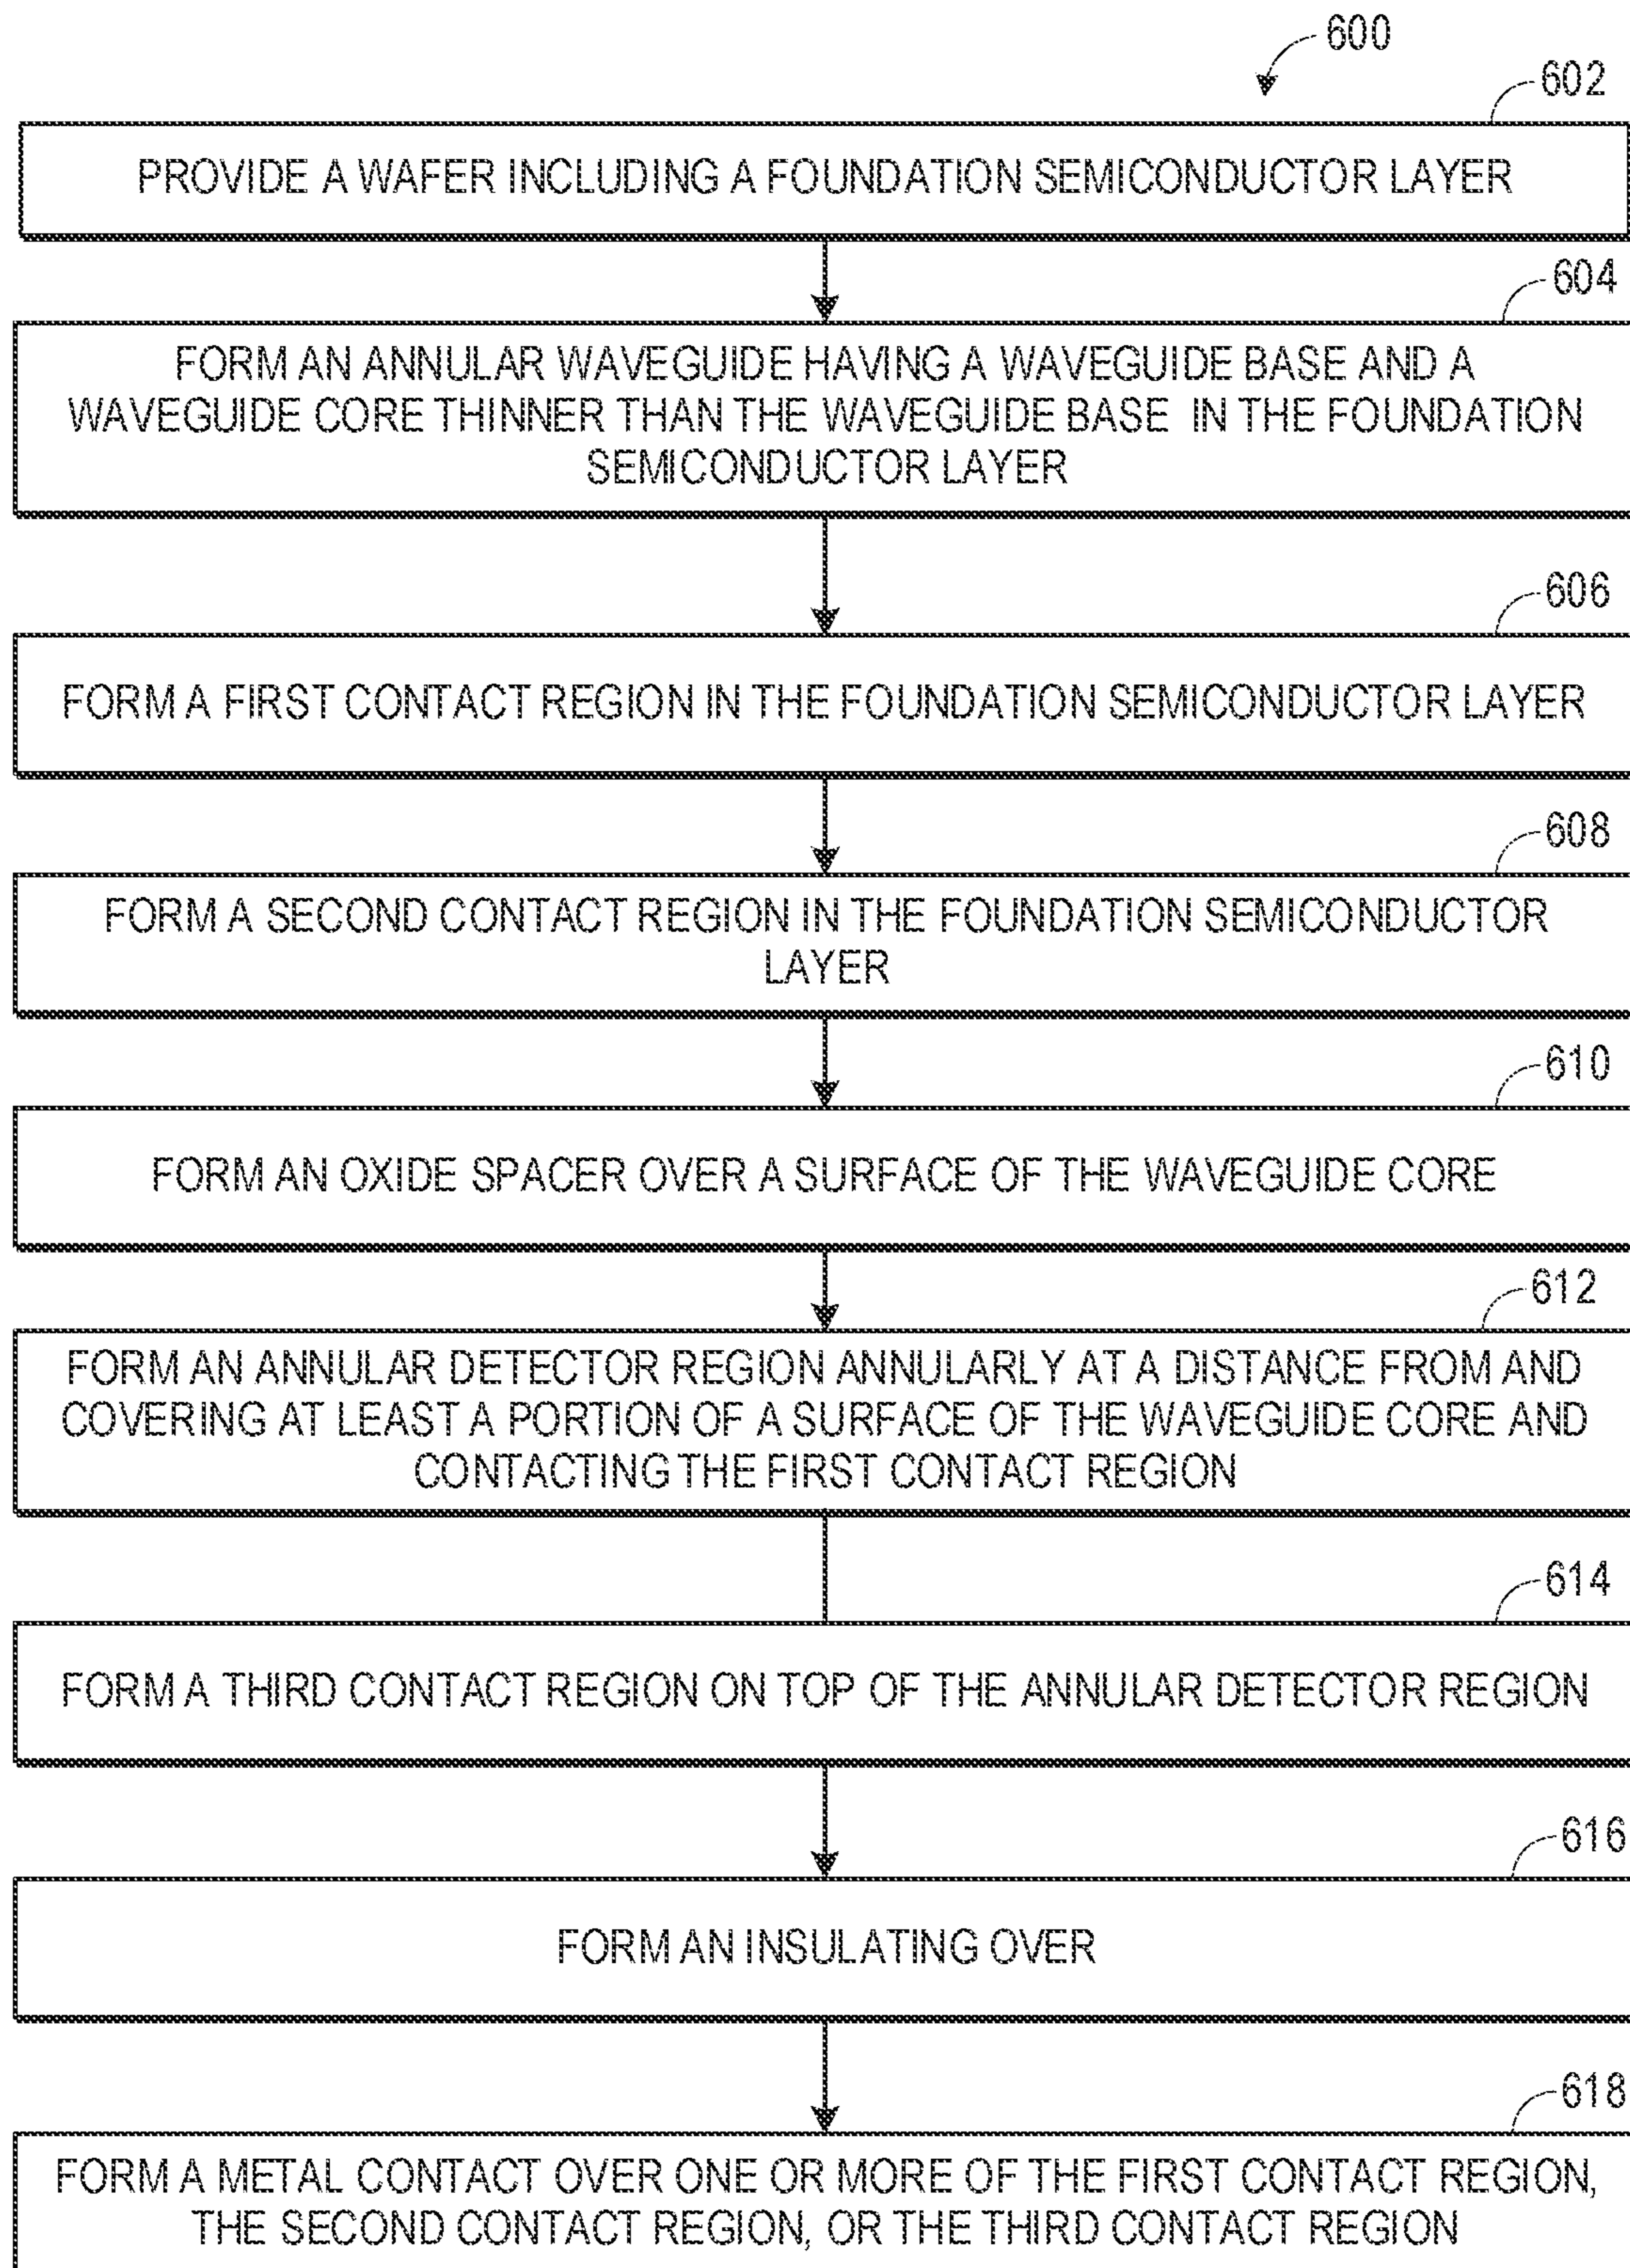 600
602
PROVIDE A WAFER INCLUDING A FOUNDATION SEMICONDUCTOR LAYER
604
FORM AN ANNULAR WAVEGUIDE HAVING A WAVEGUIDE BASE AND A
WAVEGUIDE CORE THINNER THAN THE WAVEGUIDE BASE IN THE FOUNDATION
SEMICONDUCTOR LAYER
606
FORM A FIRST CONTACT REGION IN THE FOUNDATION SEMICONDUCTOR LAYER
608
FORM A SECOND CONTACT REGION IN THE FOUNDATION SEMICONDUCTOR
LAYER
610
FORM AN OXIDE SPACER OVER A SURFACE OF THE WAVEGUIDE CORE
612
FORM AN ANNULAR DETECTOR REGION ANNULARLY AT A DISTANCE FROM AND
COVERING AT LEAST A PORTION OF A SURFACE OF THE WAVEGUIDE CORE AND
CONTACTING THE FIRST CONTACT REGION
614
FORM A THIRD CONTACT REGION ON TOP OF THE ANNULAR DETECTOR REGION
616
FORM AN INSULATING OVER
618
FORM A METAL CONTACT OVER ONE OR MORE OF THE FIRST CONTACT REGION,
THE SECOND CONTACT REGION, OR THE THIRD CONTACT REGION